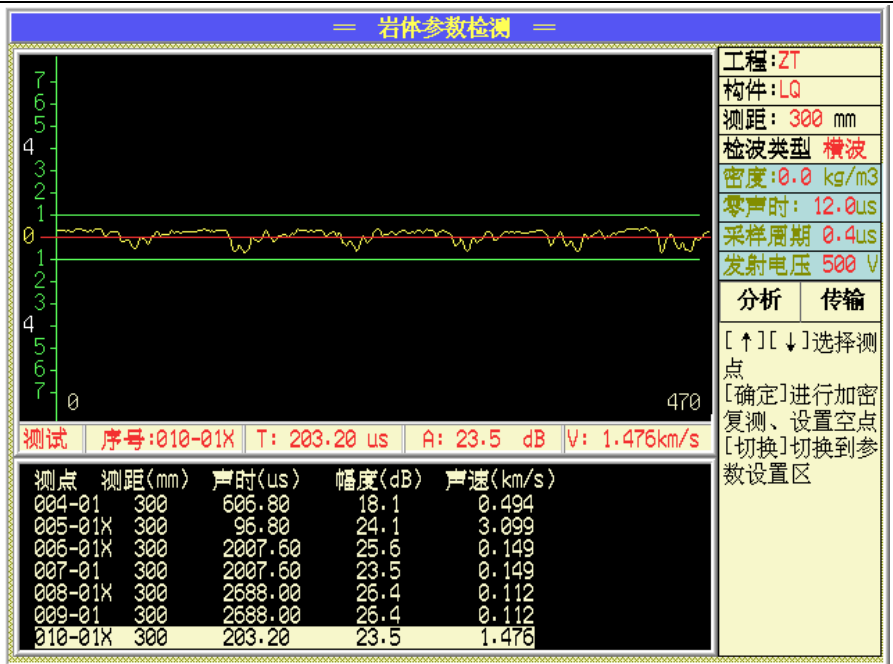 ＝ 岩体参数检测 ＝
7
6
5
4
3
2
1
0
1
2
3
4
5
6
7
0 470
测试 序号:010-01X T: 203.20 us A: 23.5 dB V: 1.476km/s
测点 测距(mm) 声时(us) 幅度(dB) 声速(km/s)
004-01 300 606.80 18.1 0.494
005-01X 300 96.80 24.1 3.099
006-01X 300 2007.60 25.6 0.149
007-01 300 2007.60 23.5 0.149
008-01X 300 2688.00 26.4 0.112
009-01 300 2688.00 26.4 0.112
010-01X 300 203.20 23.5 1.476
工程:ZT
构件:LQ
测距: 300 mm
检波类型 横波
密度:0.0 kg/m3
零声时: 12.0us
采样周期 0.4us
发射电压 500 V
分析 传输
[↑][↓]选择测
点
[确定]进行加密
复测、设置空点
[切换]切换到参
数设置区